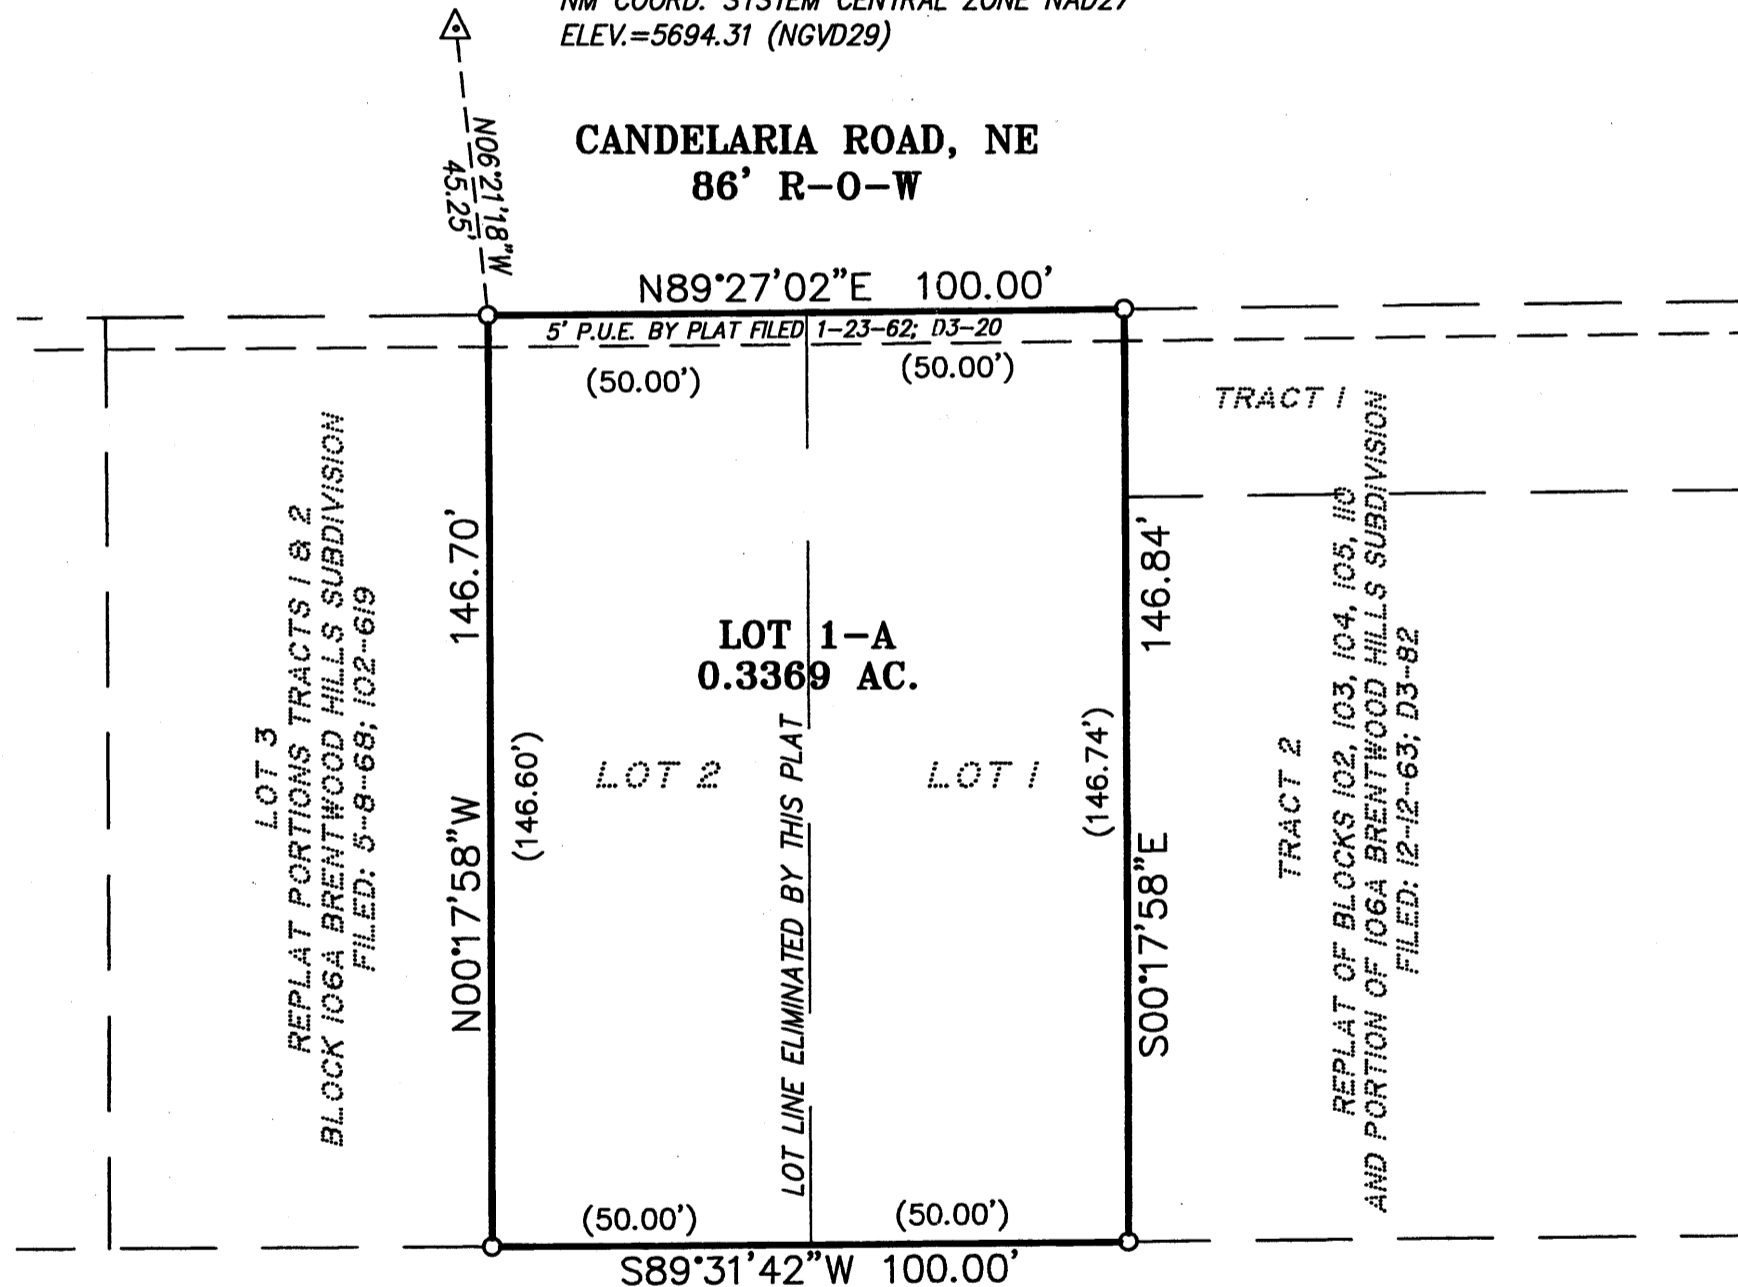 NM COORD. SYSTEM CENTRAL ZONE NAD27
ELEV.=5694.31 (NGVD29)
CANDELARIA ROAD, NE
86' R-O-W
N06°21'18"W
45.25'
N89°27'02"E 100.00'
5' P.U.E. BY PLAT FILED 1-23-62; D3-20
(50.00')
(50.00')
TRACT 1
LOT 3
REPLAT PORTIONS TRACTS 1 & 2
BLOCK 106A BRENTWOOD HILLS SUBDIVISION
FILED: 5-8-68; 102-619
N00°17'58"W 146.70'
(146.60')
LOT 1-A
0.3369 AC.
LOT 2
LOT LINE ELIMINATED BY THIS PLAT
LOT 1
(146.74')
S00°17'58"E 146.84'
TRACT 2
REPLAT OF BLOCKS 102, 103, 104, 105, 110
AND PORTION OF 106A BRENTWOOD HILLS SUBDIVISION
FILED: 12-12-63; D3-82
(50.00')
(50.00')
S89°31'42"W 100.00'